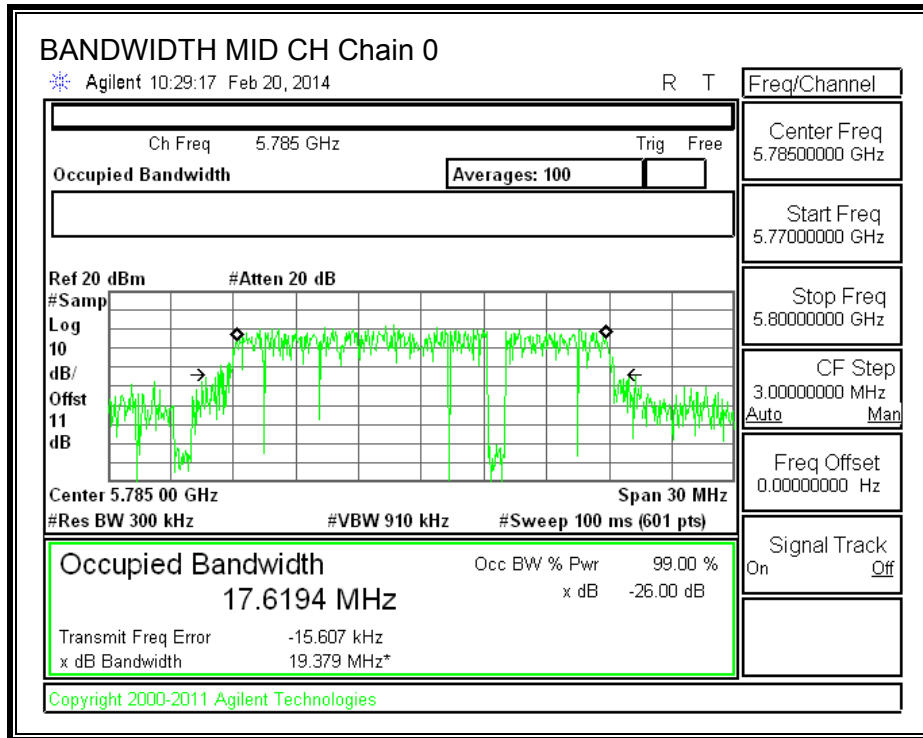 BANDWIDTH MID CH Chain 0
Agilent 10:29:17 Feb 20, 2014 R T
Ch Freq 5.785 GHz Trig Free
Occupied Bandwidth Averages: 100
Ref 20 dBm #Atten 20 dB
#Samp
Log
10
dB/
Offst
11
dB
Center 5.785 00 GHz Span 30 MHz
#Res BW 300 kHz #VBW 910 kHz #Sweep 100 ms (601 pts)
Occupied Bandwidth Occ BW % Pwr 99.00 %
17.6194 MHz x dB -26.00 dB
Transmit Freq Error -15.607 kHz
x dB Bandwidth 19.379 MHz*
Copyright 2000-2011 Agilent Technologies
Freq/Channel
Center Freq
5.78500000 GHz
Start Freq
5.77000000 GHz
Stop Freq
5.80000000 GHz
CF Step
3.00000000 MHz
Auto Man
Freq Offset
0.00000000 Hz
Signal Track
On Off